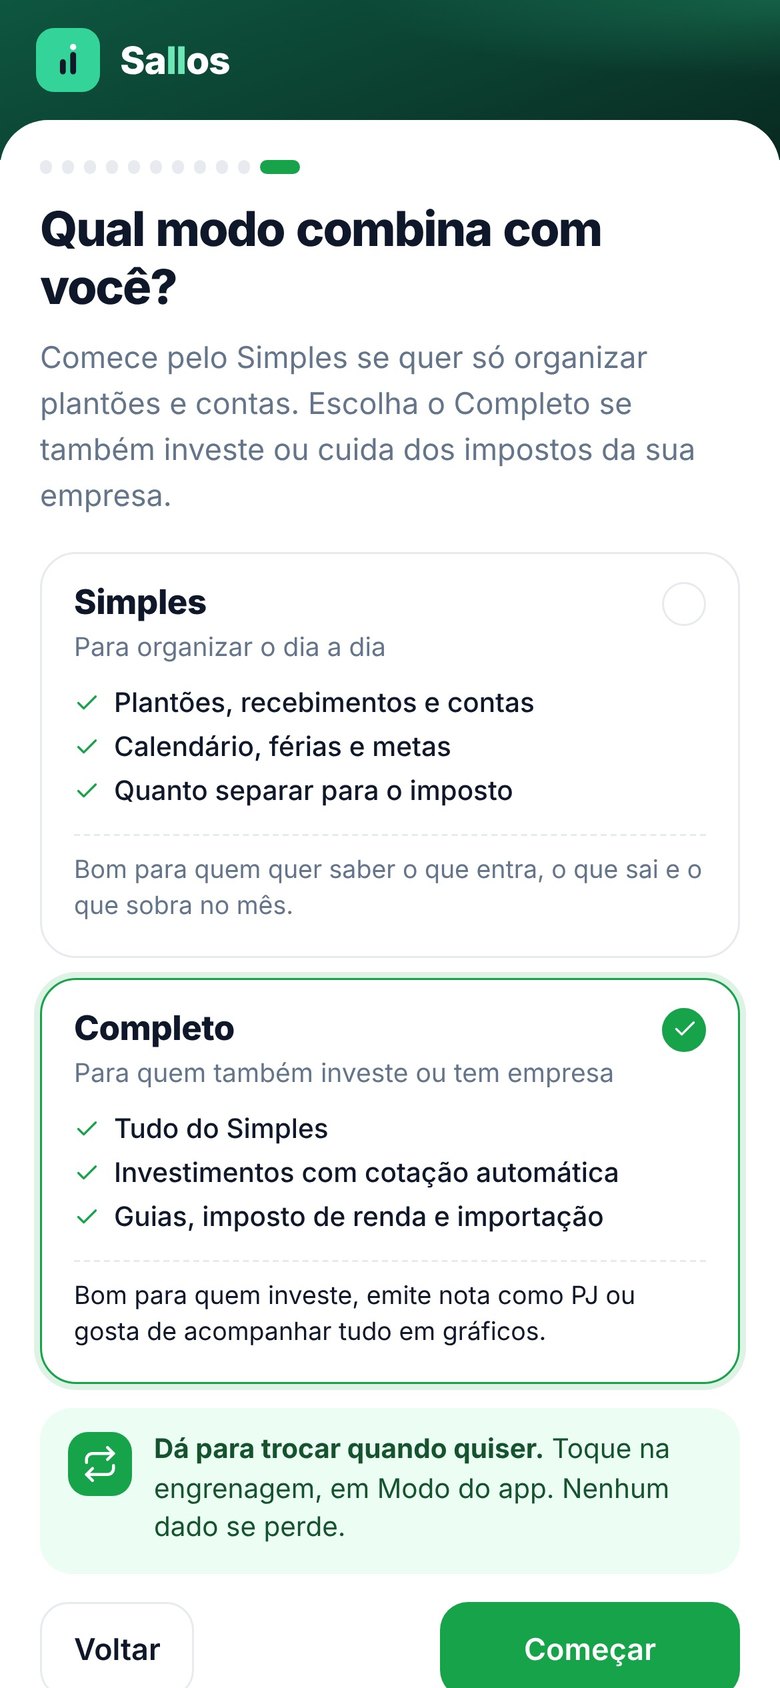 Sallos
Qual modo combina com
você?
Comece pelo Simples se quer só organizar
plantões e contas. Escolha o Completo se
também investe ou cuida dos impostos da sua
empresa.
Simples
Para organizar o dia a dia
Plantões, recebimentos e contas
Calendário, férias e metas
Quanto separar para o imposto
Bom para quem quer saber o que entra, o que sai e o
que sobra no mês.
Completo
Para quem também investe ou tem empresa
Tudo do Simples
Investimentos com cotação automática
Guias, imposto de renda e importação
Bom para quem investe, emite nota como PJ ou
gosta de acompanhar tudo em gráficos.
Dá para trocar quando quiser. Toque na
engrenagem, em Modo do app. Nenhum
dado se perde.
Voltar
Começar